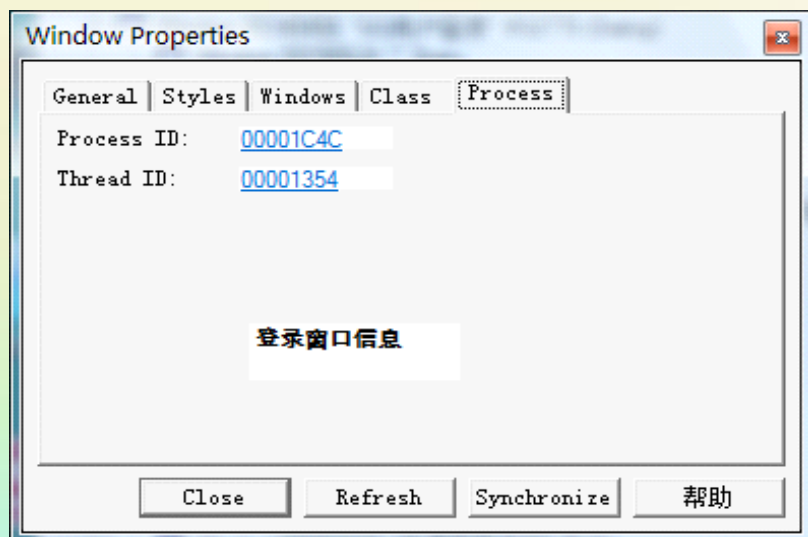 Window Properties
General Styles Windows Class Process
Process ID: 00001C4C
Thread ID: 00001354
登录窗口信息
Close Refresh Synchronize 帮助